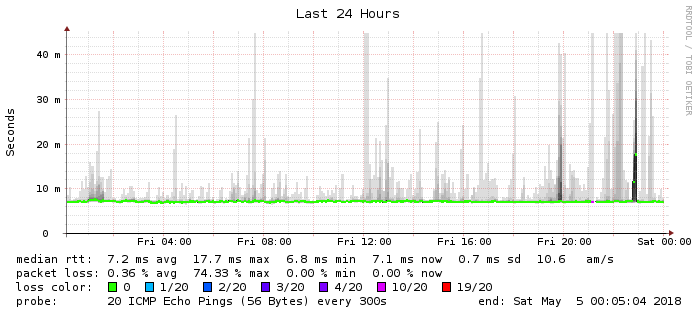 Last 24 Hours
RRDTOOL / TOBI OETIKER
Seconds
40 m
30 m
20 m
10 m
0
Fri 04:00 Fri 08:00 Fri 12:00 Fri 16:00 Fri 20:00 Sat 00:00
median rtt: 7.2 ms avg 17.7 ms max 6.8 ms min 7.1 ms now 0.7 ms sd 10.6 am/s
packet loss: 0.36 % avg 74.33 % max 0.00 % min 0.00 % now
loss color: 0 1/20 2/20 3/20 4/20 10/20 19/20
probe: 20 ICMP Echo Pings (56 Bytes) every 300s end: Sat May 5 00:05:04 2018